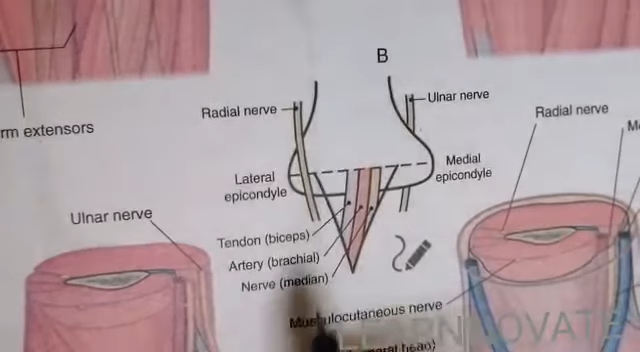 B
Radial nerve
Ulnar nerve
Radial nerve
rm extensors
Lateral
epicondyle
Medial
epicondyle
Ulnar nerve
Tendon (biceps)
Artery (brachial)
Nerve (median)
nerve
LEARNNOVATE